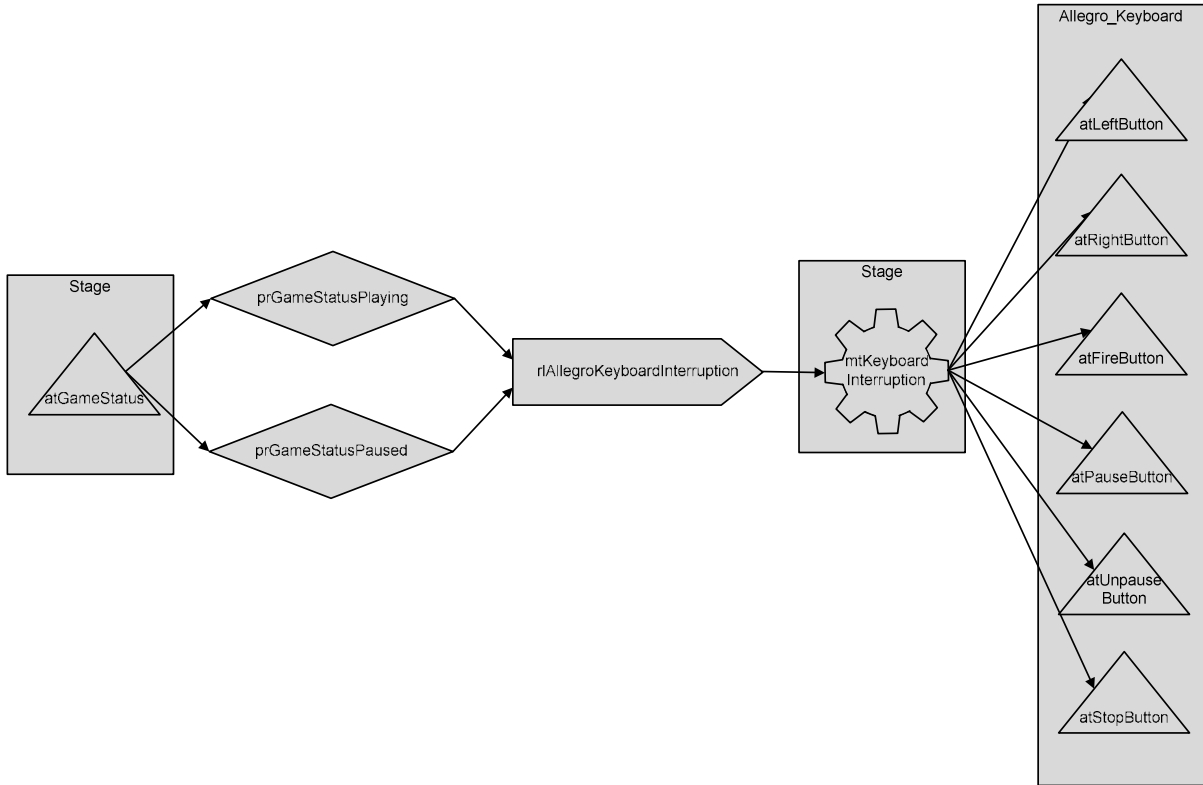 Stage
atGameStatus
prGameStatusPlaying
prGameStatusPaused
rlAllegroKeyboardInterruption
Stage
mtKeyboard
Interruption
Allegro_Keyboard
atLeftButton
atRightButton
atFireButton
atPauseButton
atUnpause
Button
atStopButton